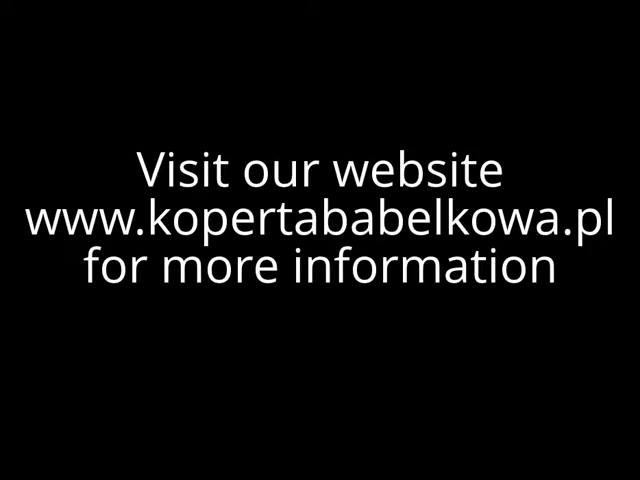 Visit our website
www.kopertababelkowa.pl
for more information